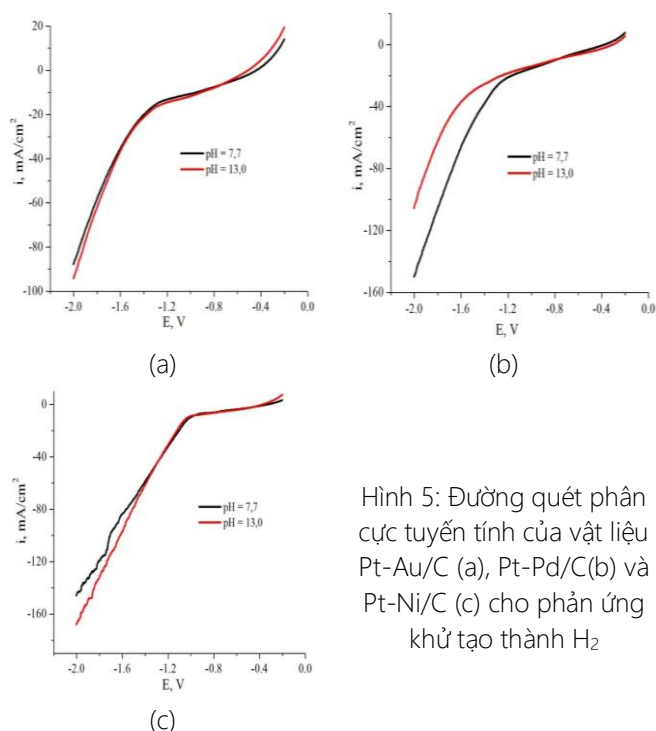 20
0
-20
-40
-60
-80
-100
i, mA/cm²
pH = 7,7
pH = 13,0
-2.0 -1.6 -1.2 -0.8 -0.4 0.0
E, V
(a)
0
-40
-80
-120
-160
i, mA/cm²
pH = 7,7
pH = 13,0
-2.0 -1.6 -1.2 -0.8 -0.4 0.0
E, V
(b)
0
-40
-80
-120
-160
i, mA/cm²
pH = 7,7
pH = 13,0
-2.0 -1.6 -1.2 -0.8 -0.4 0.0
E, V
(c)
Hình 5: Đường quét phân
cực tuyến tính của vật liệu
Pt-Au/C (a), Pt-Pd/C(b) và
Pt-Ni/C (c) cho phản ứng
khử tạo thành H₂